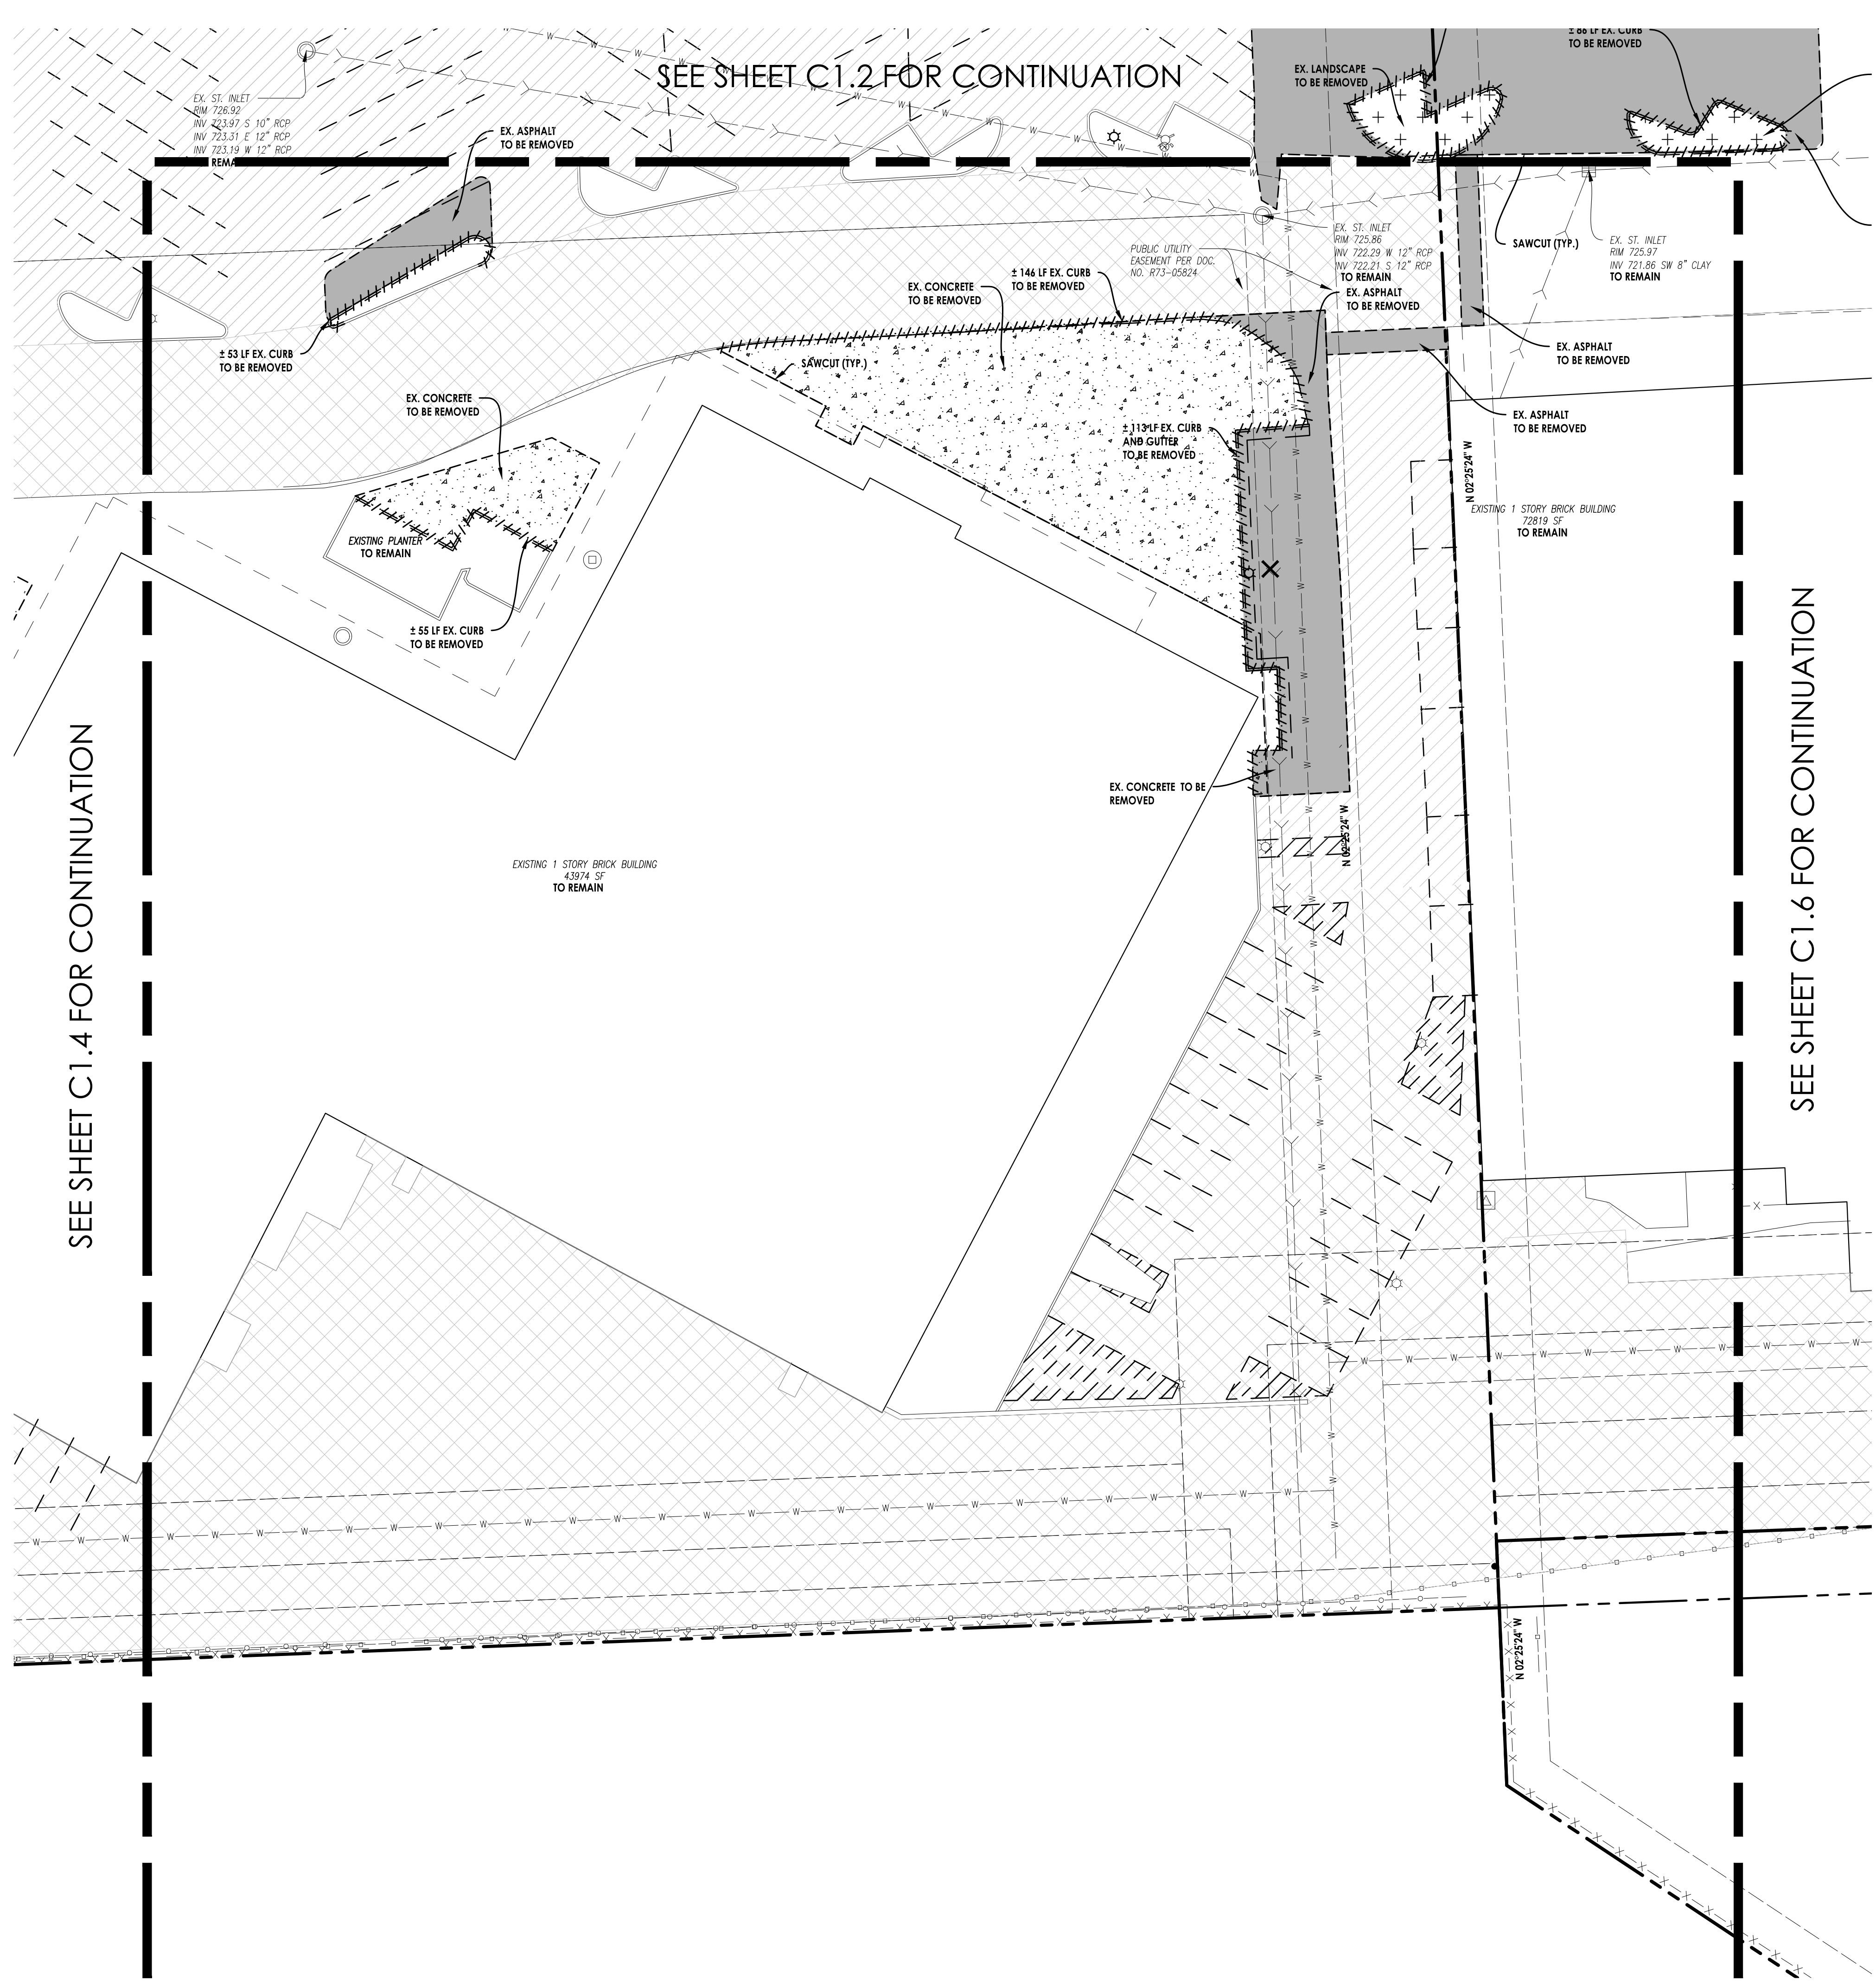 ± 66 LF EX. CURB
TO BE REMOVED
SEE SHEET C1.2 FOR CONTINUATION
EX. LANDSCAPE
TO BE REMOVED
EX. ST. INLET
RIM 726.92
INV 723.97 S 10" RCP
INV 723.31 E 12" RCP
INV 723.19 W 12" RCP
REMA
EX. ASPHALT
TO BE REMOVED
EX. ST. INLET
RIM 725.86
INV 722.29 W 12" RCP
INV 722.21 S 12" RCP
TO REMAIN
SAWCUT (TYP.)
EX. ST. INLET
RIM 725.97
INV 721.86 SW 8" CLAY
TO REMAIN
PUBLIC UTILITY
EASEMENT PER DOC.
NO. R73-05824
± 146 LF EX. CURB
TO BE REMOVED
EX. CONCRETE
TO BE REMOVED
EX. ASPHALT
TO BE REMOVED
± 53 LF EX. CURB
TO BE REMOVED
SAWCUT (TYP.)
EX. ASPHALT
TO BE REMOVED
EX. CONCRETE
TO BE REMOVED
EX. ASPHALT
TO BE REMOVED
± 113 LF EX. CURB
AND GUTTER
TO BE REMOVED
N 02°25'24" W
EXISTING 1 STORY BRICK BUILDING
72819 SF
TO REMAIN
EXISTING PLANTER
TO REMAIN
± 55 LF EX. CURB
TO BE REMOVED
SEE SHEET C1.4 FOR CONTINUATION
SEE SHEET C1.6 FOR CONTINUATION
EX. CONCRETE TO BE
REMOVED
N 02°25'24" W
EXISTING 1 STORY BRICK BUILDING
43974 SF
TO REMAIN
N 02°25'24" W